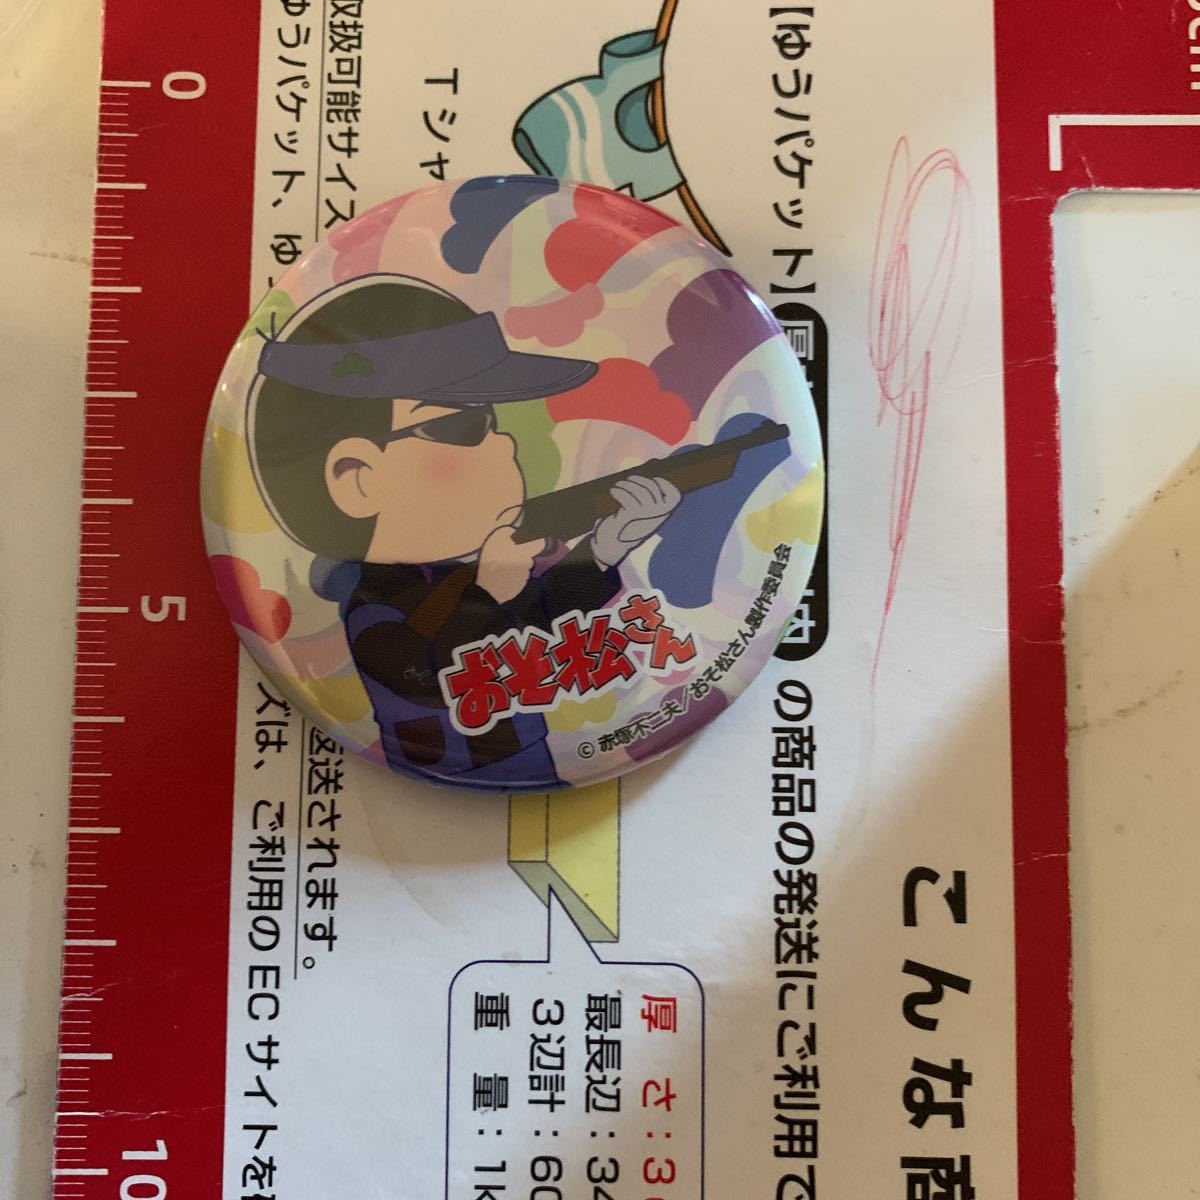 こんな商
【ゆうパケット】厚
内の商品の発送にご利用で
Tシャ
取扱可能サイズ
返送されます。
ゆうパケット、ゆ
ズは、ご利用のECサイトを
厚 さ：3
最長辺：34
3辺計：60
重 量：1k
おそ松さん
© 赤塚不二夫／おそ松さん製作委員会
0
5
10